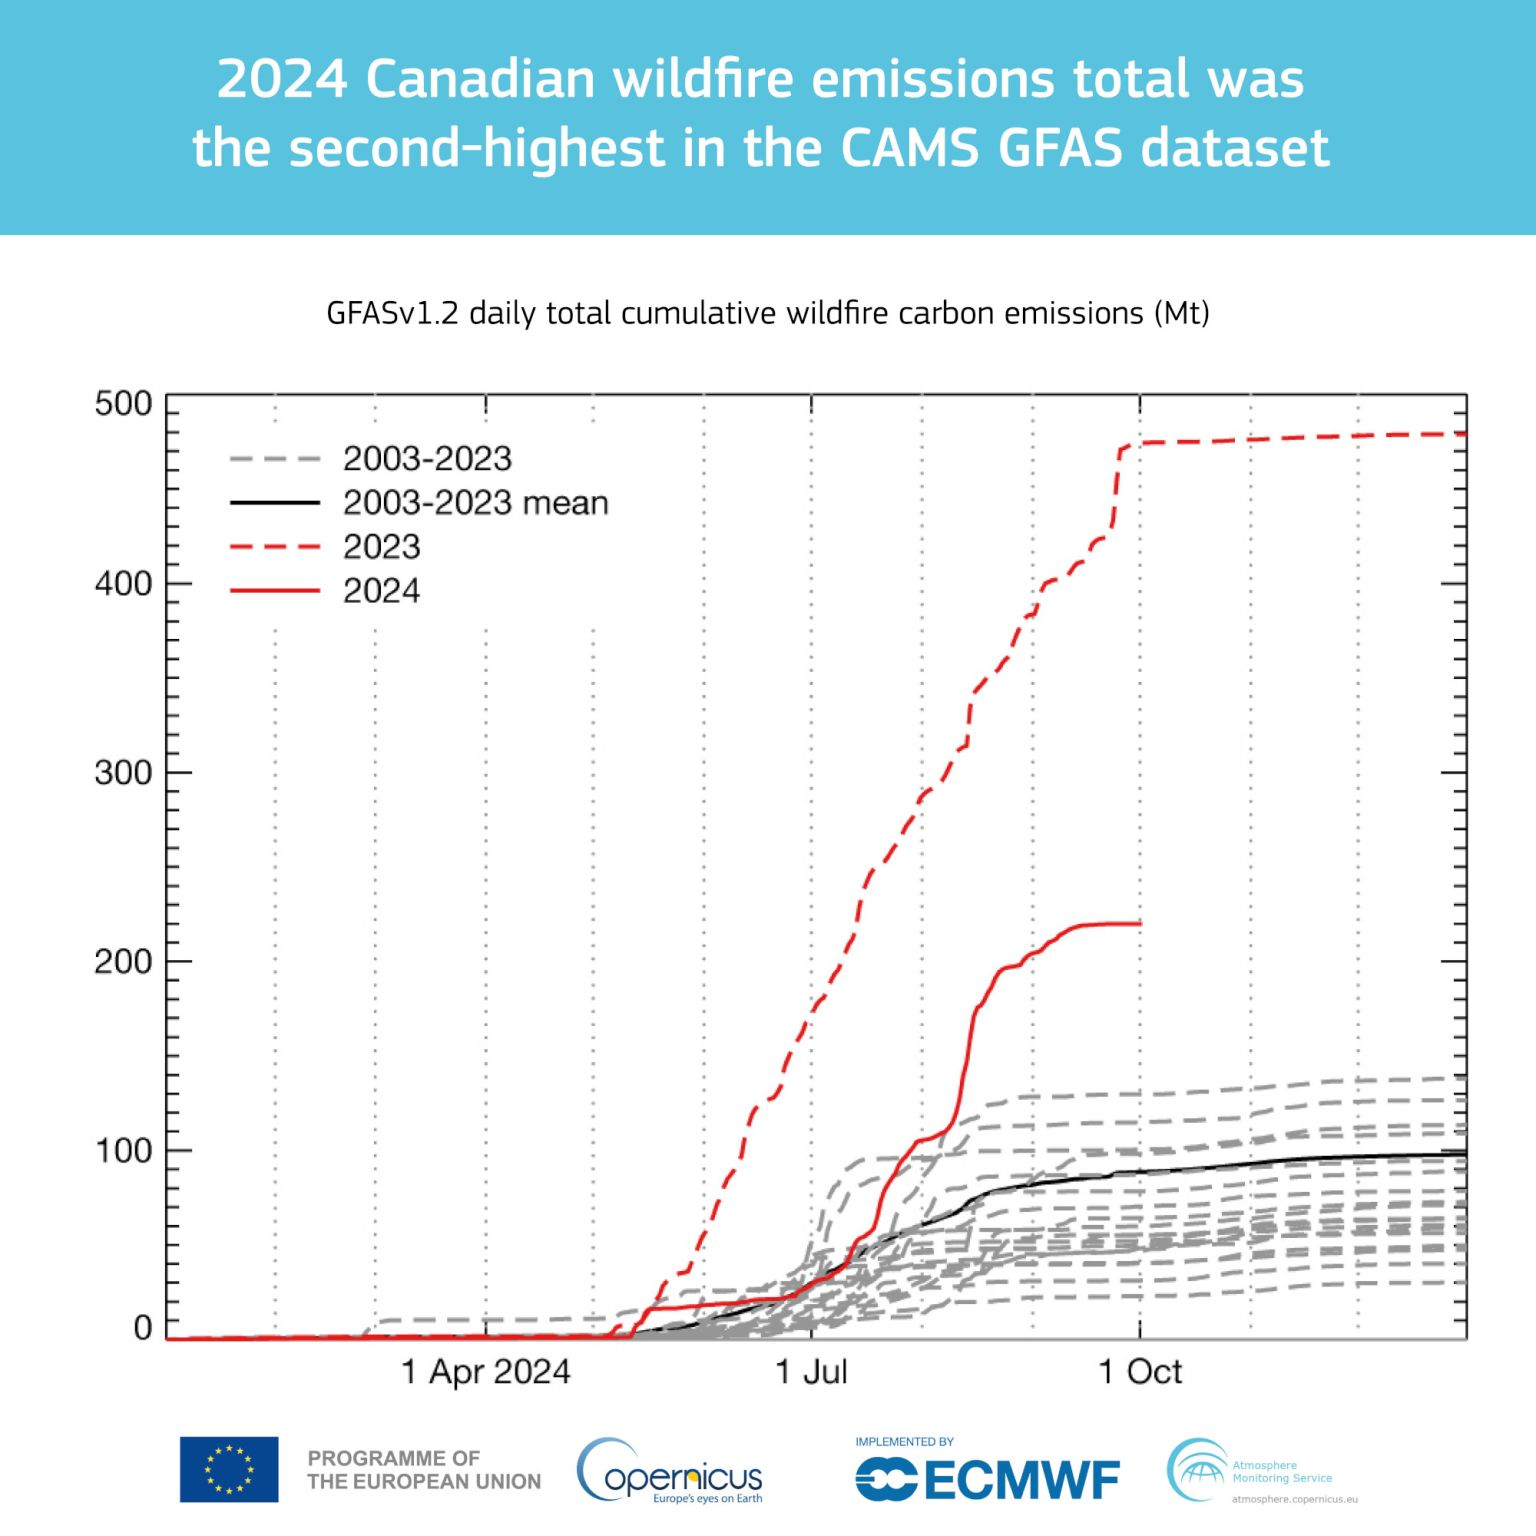 2024 Canadian wildfire emissions total was
the second-highest in the CAMS GFAS dataset
GFASv1.2 daily total cumulative wildfire carbon emissions (Mt)
500
400
300
200
100
0
2003-2023
2003-2023 mean
2023
2024
1 Apr 2024
1 Jul
1 Oct
PROGRAMME OF
THE EUROPEAN UNION
opernicus
Europe's eyes on Earth
IMPLEMENTED BY
ECMWF
Atmosphere
Monitoring Service
atmosphere.copernicus.eu